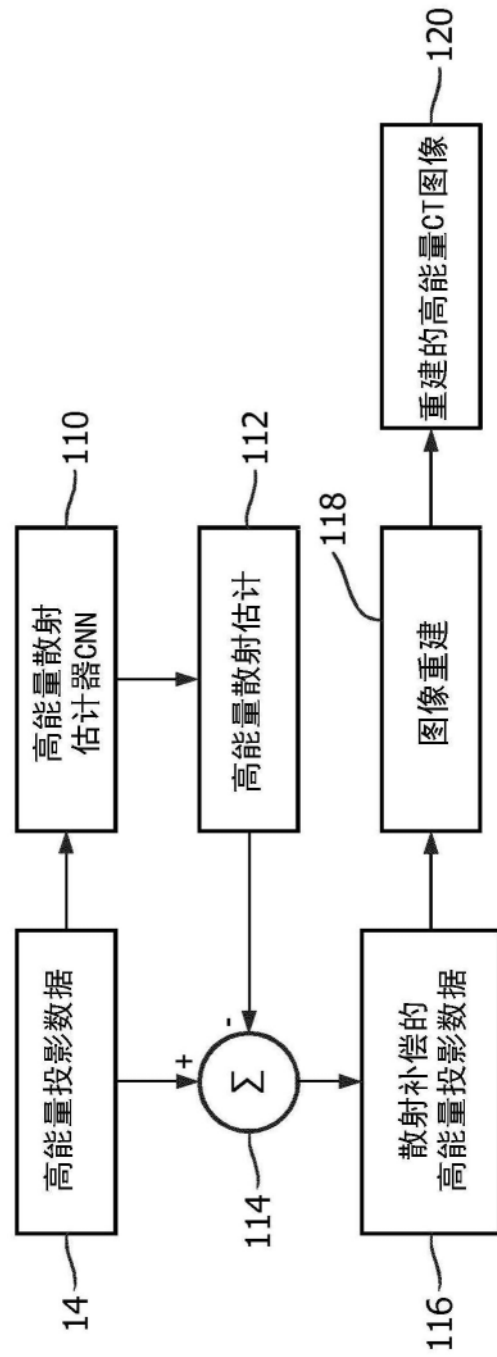 14
高能量投影数据
高能量散射
估计器CNN
110
高能量散射估计
112
+
-
Σ
114
散射补偿的
高能量投影数据
116
图像重建
118
重建的高能量CT图像
120